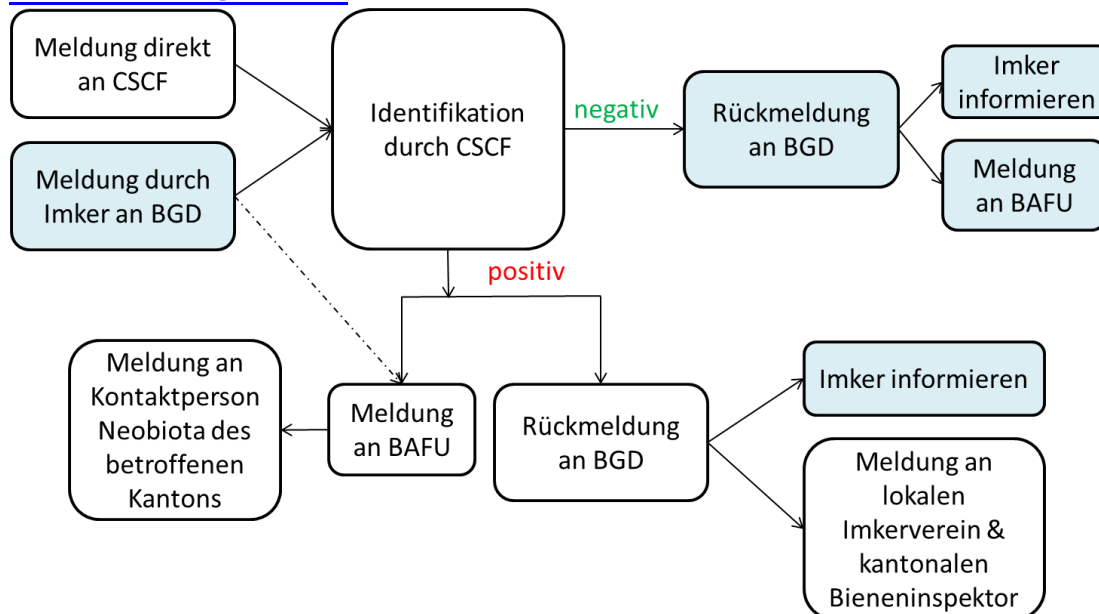 Meldung direkt
an CSCF
Meldung durch
Imker an BGD
Identifikation
durch CSCF
negativ
Rückmeldung
an BGD
Imker
informieren
Meldung
an BAFU
positiv
Meldung an
Kontaktperson
Neobiota des
betroffenen
Kantons
Meldung
an BAFU
Rückmeldung
an BGD
Imker informieren
Meldung an
lokalen
Imkerverein &
kantonalen
Bieneninspektor